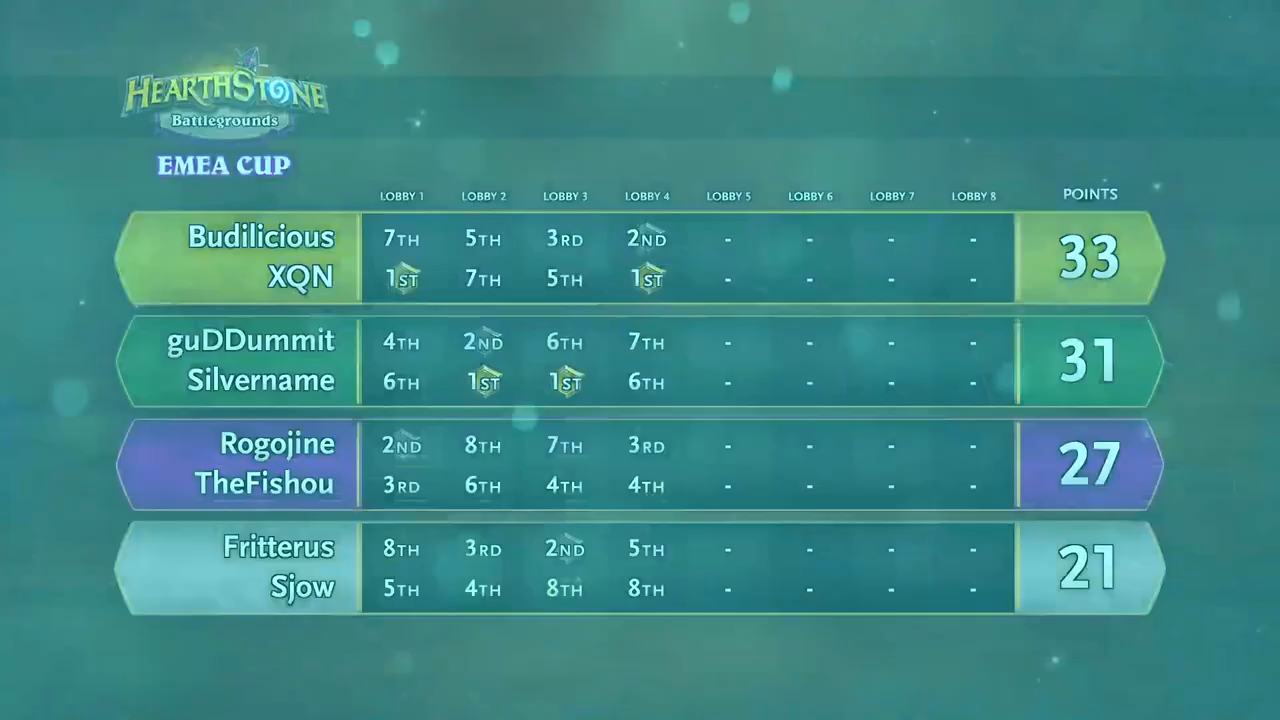 HEARTHSTONE
Battlegrounds
EMEA CUP
LOBBY 1 LOBBY 2 LOBBY 3 LOBBY 4 LOBBY 5 LOBBY 6 LOBBY 7 LOBBY 8 POINTS
Budilicious 7TH 5TH 3RD 2ND - - - - 33
XQN 1ST 7TH 5TH 1ST - - - -
guDDummit 4TH 2ND 6TH 7TH - - - - 31
Silvername 6TH 1ST 1ST 6TH - - - -
Rogojine 2ND 8TH 7TH 3RD - - - - 27
TheFishou 3RD 6TH 4TH 4TH - - - -
Fritterus 8TH 3RD 2ND 5TH - - - - 21
Sjow 5TH 4TH 8TH 8TH - - - -